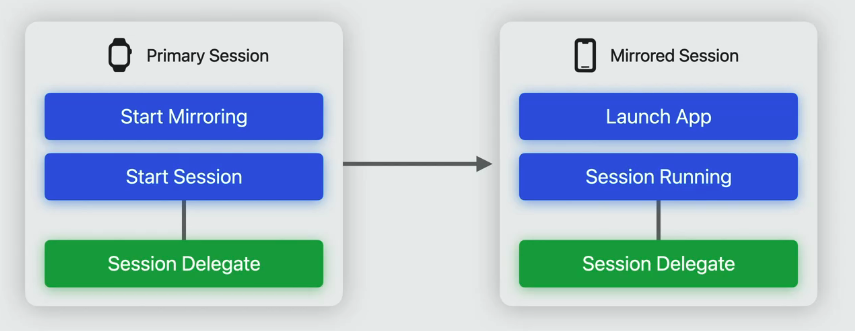 Primary Session
Start Mirroring
Start Session
Session Delegate
Mirrored Session
Launch App
Session Running
Session Delegate